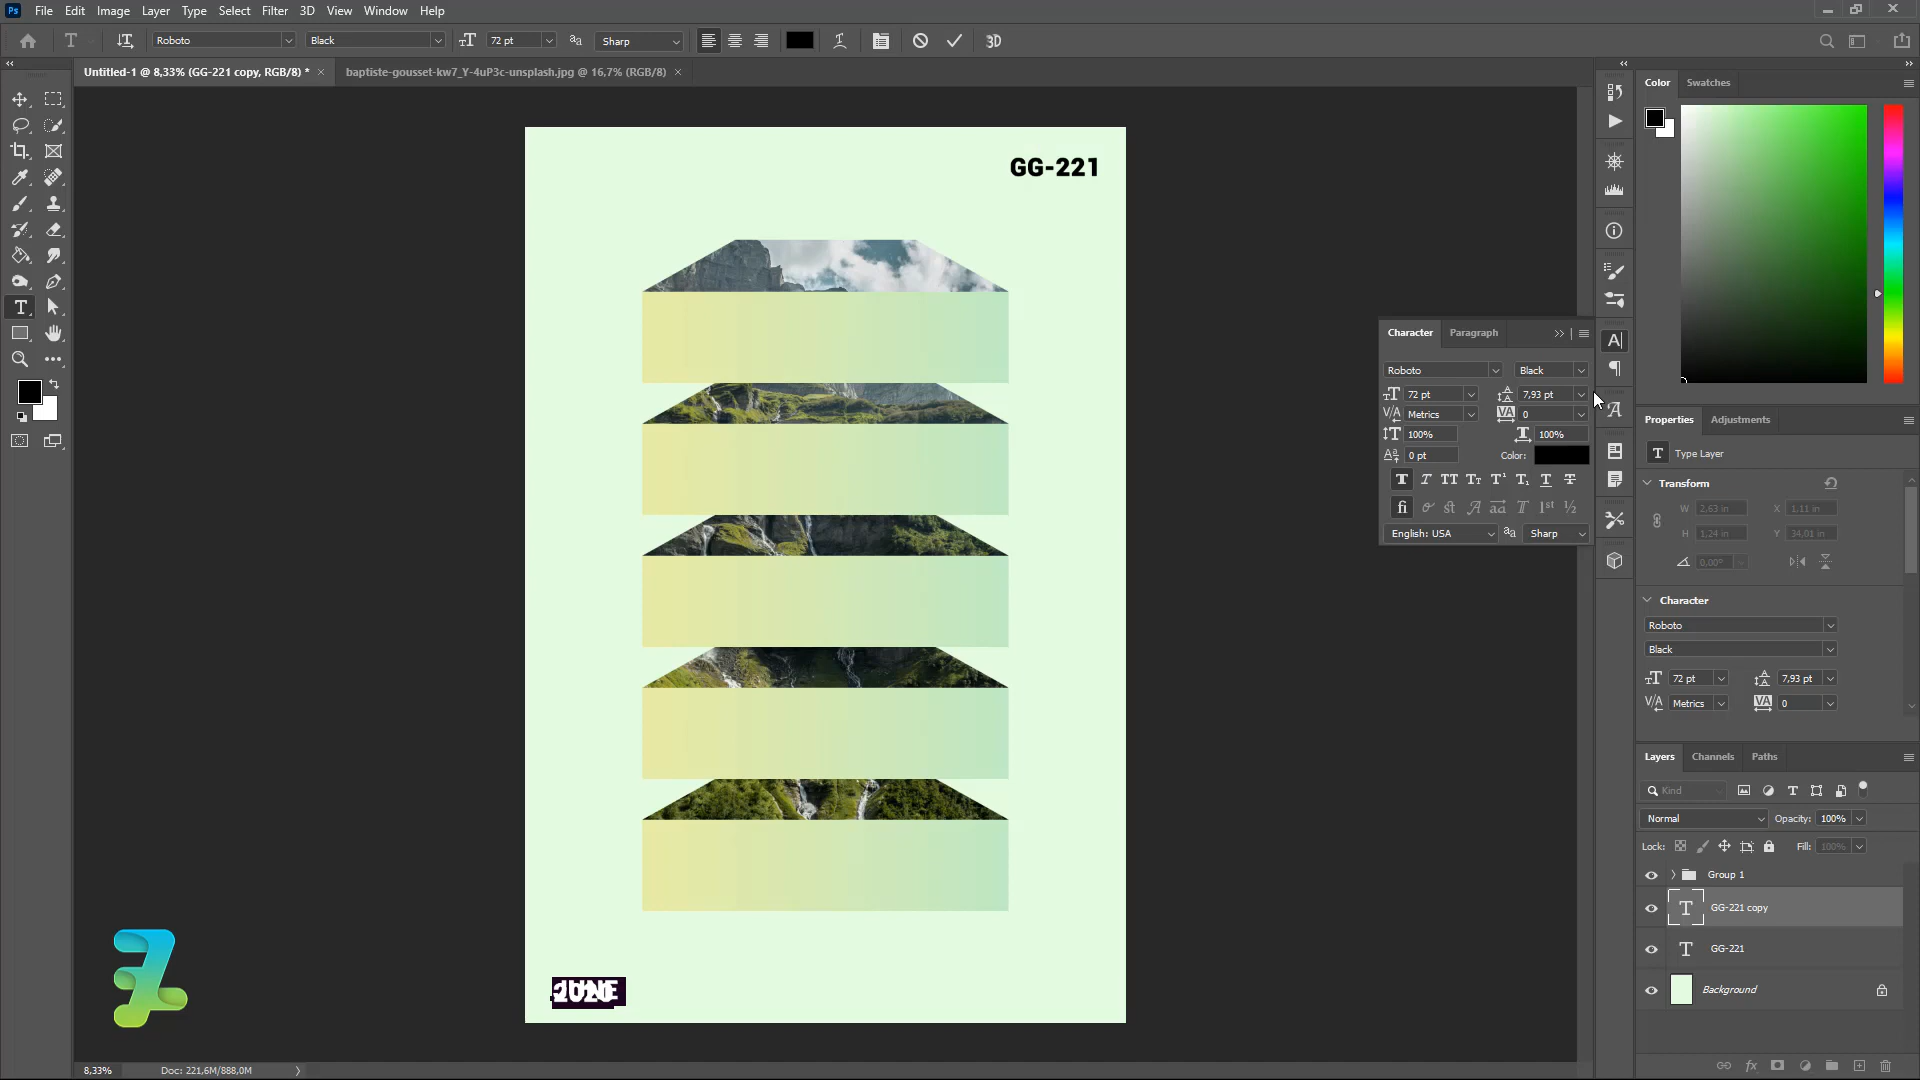 Ps File Edit Image Layer Type Select Filter 3D View Window Help
Roboto Black 72 pt Sharp 3D
Untitled-1 @ 8,33% (GG-221 copy, RGB/8) * × baptiste-gousset-kw7_Y-4uP3c-unsplash.jpg @ 16,7% (RGB/8) ×
Color Swatches
GG-221
Character Paragraph
Roboto Black
72 pt 7,93 pt
Metrics 0
100% 100%
0 pt Color:
English: USA Sharp
Properties Adjustments
Type Layer
Transform
W 2,63 in X 1,11 in
H 1,24 in Y 34,01 in
0,00°
Character
Roboto
Black
72 pt 7,93 pt
Metrics 0
Layers Channels Paths
Kind
Normal Opacity: 100%
Lock: Fill: 100%
Group 1
GG-221 copy
GG-221
Background
JUNE
2020
8,33% Doc: 221,6M/888,0M